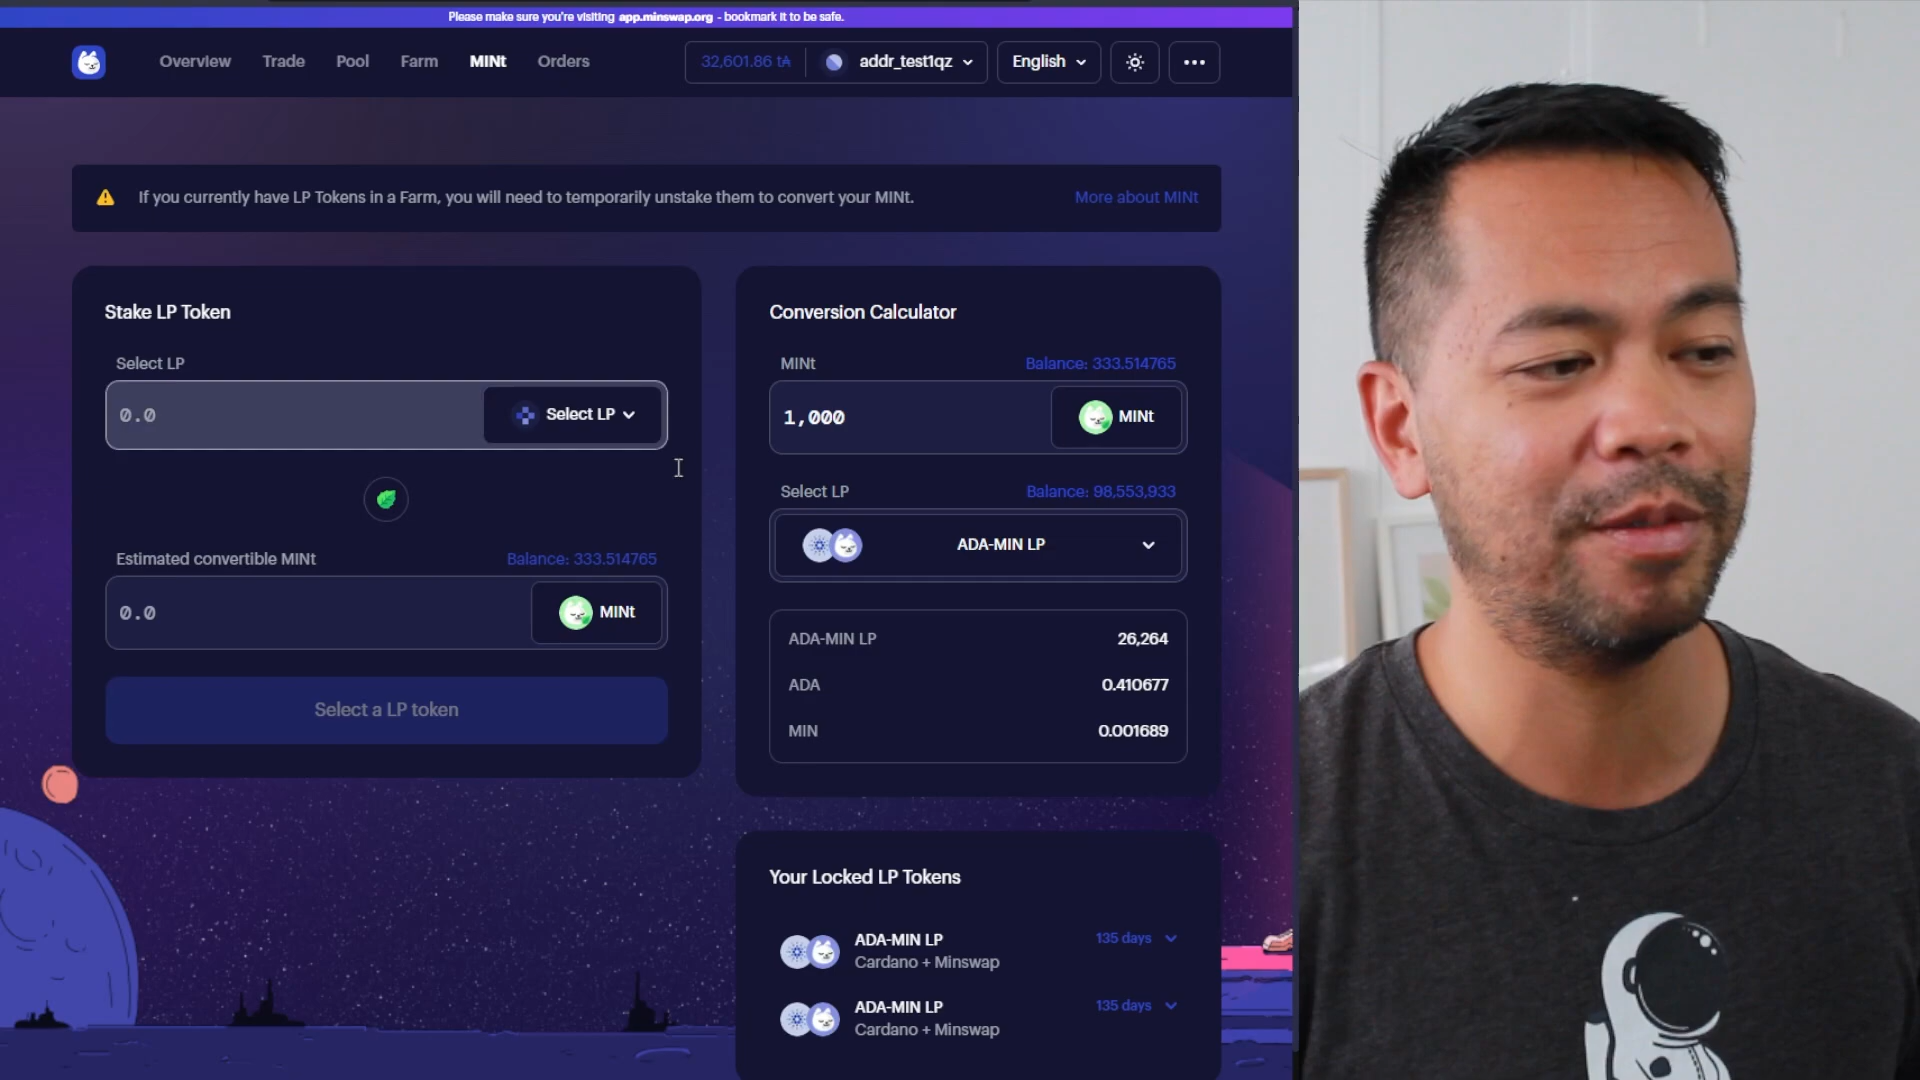 Please make sure you're visiting app.minswap.org - bookmark it to be safe.
Overview Trade Pool Farm MINt Orders 32,601.86 t₳ addr_test1qz English
If you currently have LP Tokens in a Farm, you will need to temporarily unstake them to convert your MINt. More about MINt
Stake LP Token
Select LP
0.0 Select LP
Estimated convertible MINt Balance: 333.514765
0.0 MINt
Select a LP token
Conversion Calculator
MINt Balance: 333.514765
1,000 MINt
Select LP Balance: 98,553,933
ADA-MIN LP
ADA-MIN LP 26,264
ADA 0.410677
MIN 0.001689
Your Locked LP Tokens
ADA-MIN LP 135 days
Cardano + Minswap
ADA-MIN LP 135 days
Cardano + Minswap